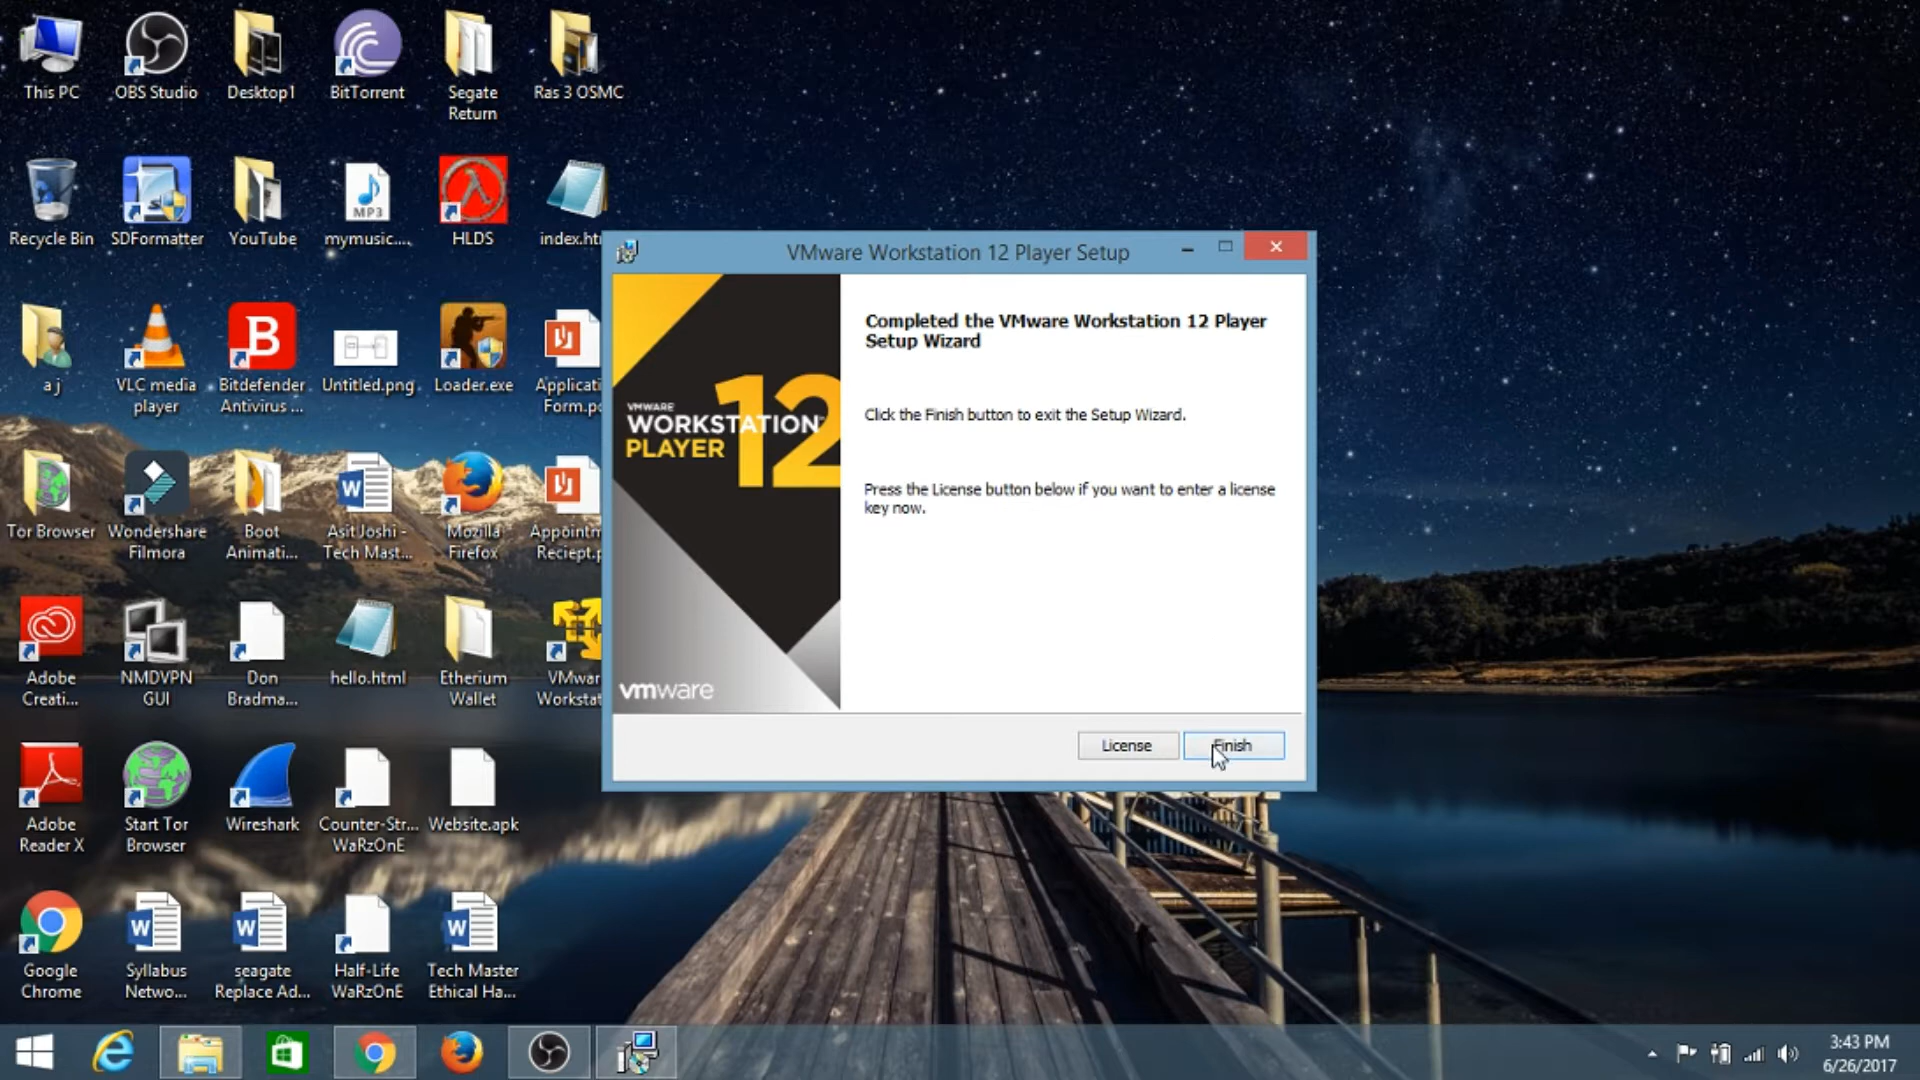 This PC
OBS Studio
Desktop1
BitTorrent
Segate
Return
Ras 3 OSMC
Recycle Bin
SDFormatter
YouTube
MP3
mymusic....
HLDS
index.htm
a j
VLC media
player
B
Bitdefender
Antivirus ...
Untitled.png
Loader.exe
Applicati
Form.pd
Tor Browser
Wondershare
Filmora
Boot
Animati...
W
Asit Joshi -
Tech Mast...
Mozilla
Firefox
Appointm
Reciept.p
Adobe
Creati...
NMDVPN
GUI
Don
Bradma...
hello.html
Etherium
Wallet
VMwar
Workstat
Adobe
Reader X
Start Tor
Browser
Wireshark
Counter-Str...
WaRzOnE
Website.apk
Google
Chrome
W
Syllabus
Netwo...
W
seagate
Replace Ad...
Half-Life
WaRzOnE
W
Tech Master
Ethical Ha...
VMware Workstation 12 Player Setup
VMWARE
WORKSTATION
PLAYER
12
vmware
Completed the VMware Workstation 12 Player
Setup Wizard
Click the Finish button to exit the Setup Wizard.
Press the License button below if you want to enter a license
key now.
License
Finish
3:43 PM
6/26/2017